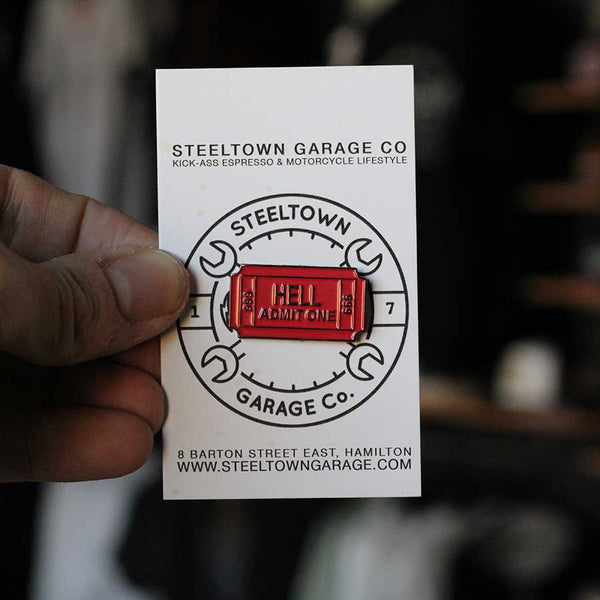 STEELTOWN GARAGE CO
KICK-ASS ESPRESSO & MOTORCYCLE LIFESTYLE
STEELTOWN
1 7
666 HELL 666
ADMIT ONE
GARAGE Co.
8 BARTON STREET EAST, HAMILTON
WWW.STEELTOWNGARAGE.COM